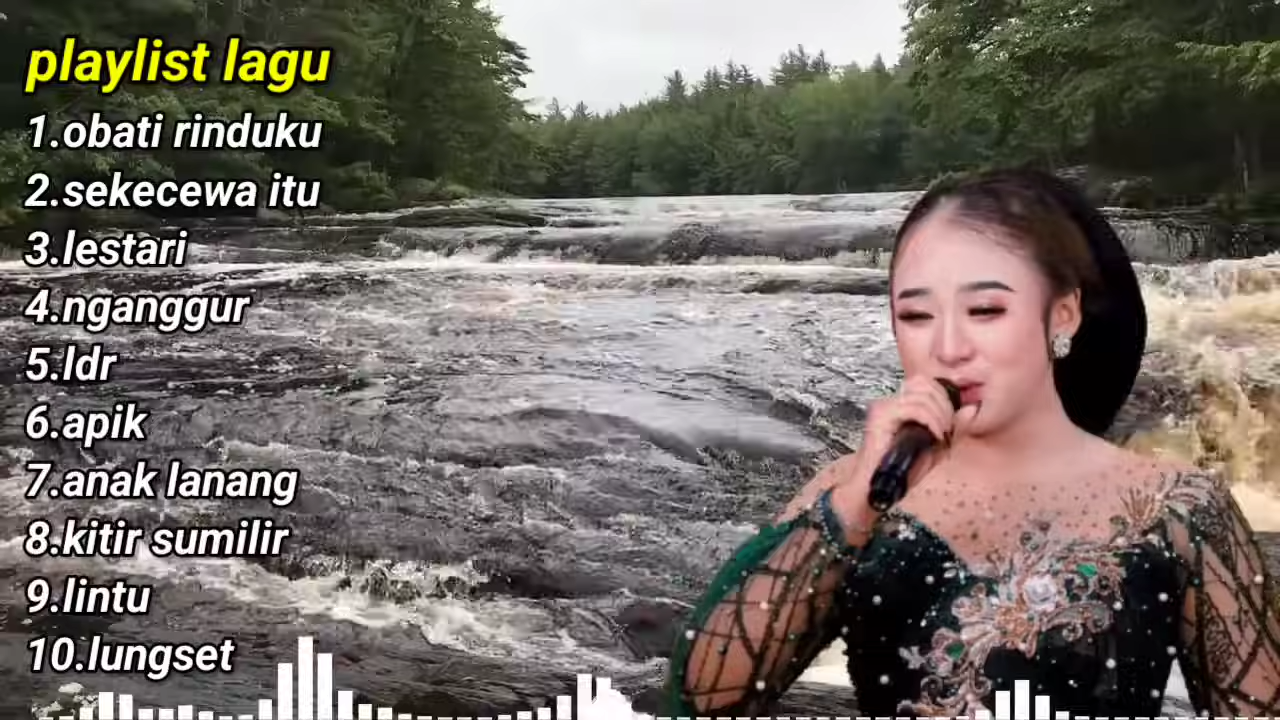 playlist lagu
1.obati rinduku
2.sekecewa itu
3.lestari
4.nganggur
5.ldr
6.apik
7.anak lanang
8.kitir sumilir
9.lintu
10.lungset